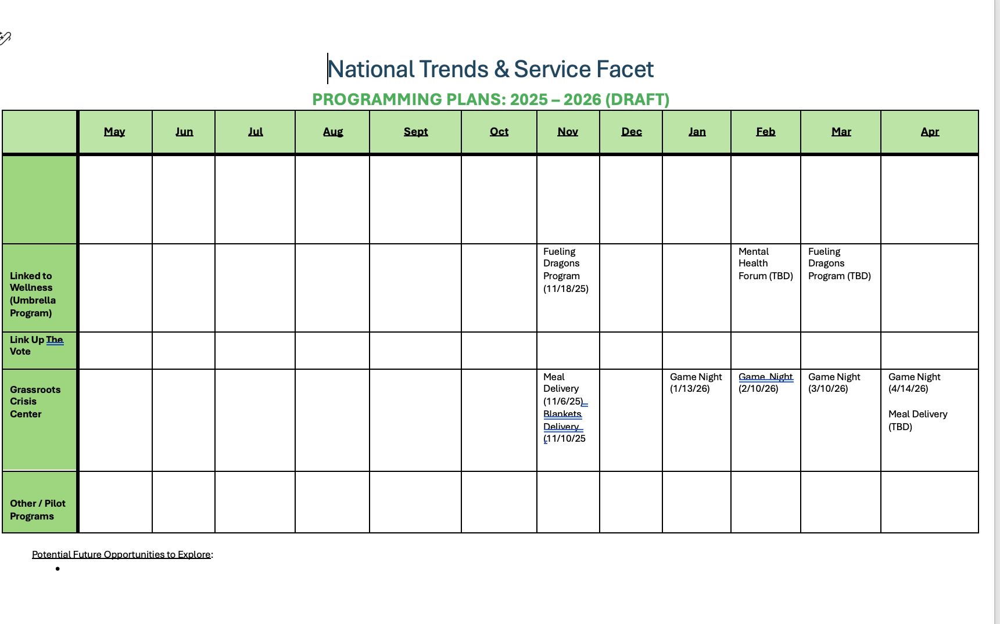 National Trends & Service Facet
PROGRAMMING PLANS: 2025 – 2026 (DRAFT)
May Jun Jul Aug Sept Oct Nov Dec Jan Feb Mar Apr
Linked to
Wellness
(Umbrella
Program)
Fueling
Dragons
Program
(11/18/25)
Mental
Health
Forum (TBD)
Fueling
Dragons
Program (TBD)
Link Up The
Vote
Grassroots
Crisis
Center
Meal
Delivery
(11/6/25)
Blankets
Delivery
(11/10/25
Game Night
(1/13/26)
Game Night
(2/10/26)
Game Night
(3/10/26)
Game Night
(4/14/26)
Meal Delivery
(TBD)
Other / Pilot
Programs
Potential Future Opportunities to Explore:
•